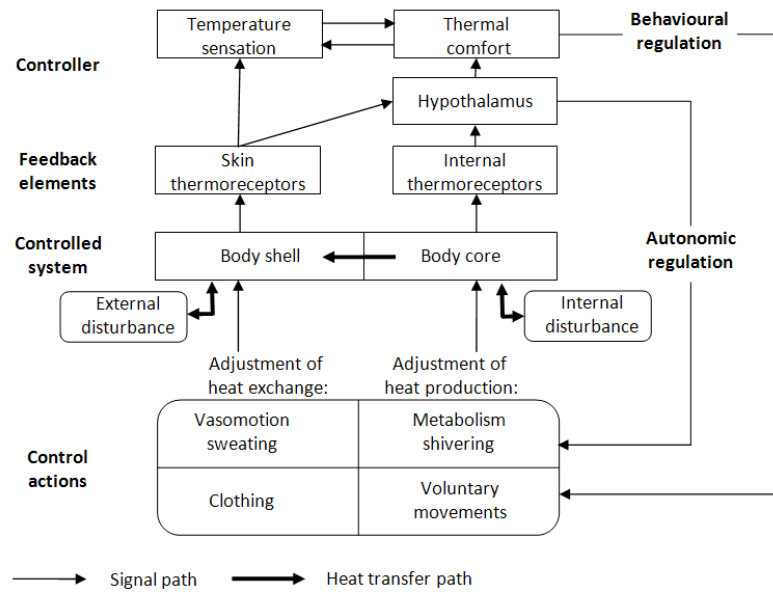 Temperature
sensation
Thermal
comfort
Behavioural
regulation
Controller
Hypothalamus
Feedback
elements
Skin
thermoreceptors
Internal
thermoreceptors
Controlled
system
Body shell
Body core
Autonomic
regulation
External
disturbance
Internal
disturbance
Adjustment of
heat exchange:
Adjustment of
heat production:
Vasomotion
sweating
Metabolism
shivering
Control
actions
Clothing
Voluntary
movements
Signal path
Heat transfer path